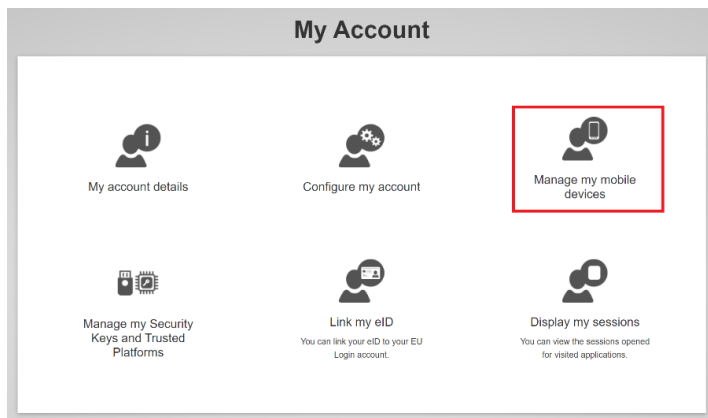 My Account
My account details
Configure my account
Manage my mobile
devices
Manage my Security
Keys and Trusted
Platforms
Link my eID
You can link your eID to your EU
Login account.
Display my sessions
You can view the sessions opened
for visited applications.